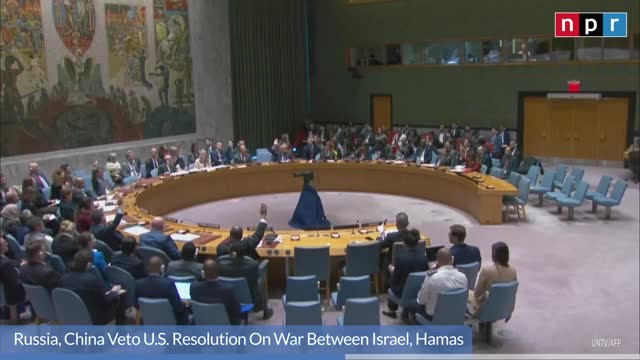 npr
Russia, China Veto U.S. Resolution On War Between Israel, Hamas
UNTV/AFP